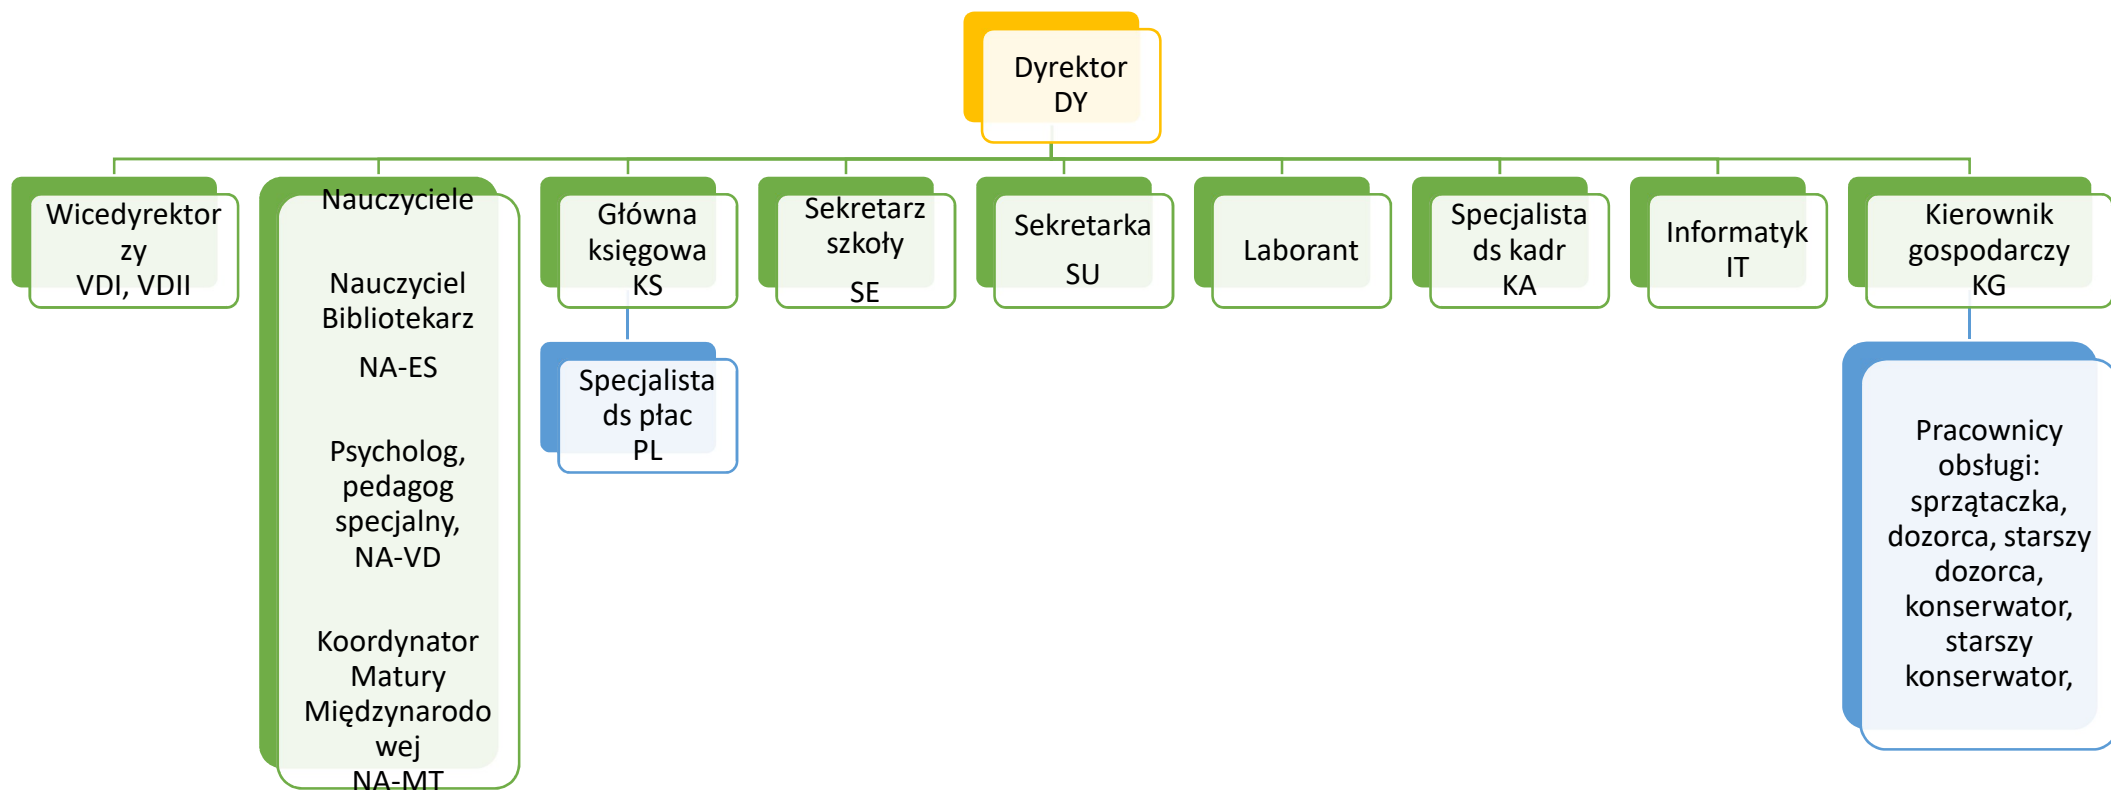 Dyrektor
DY
Wicedyrektor
zy
VDI, VDII
Nauczyciele
Nauczyciel
Bibliotekarz
NA-ES
Psycholog,
pedagog
specjalny,
NA-VD
Koordynator
Matury
Międzynarodo
wej
NA-MT
Główna
księgowa
KS
Specjalista
ds płac
PL
Sekretarz
szkoły
SE
Sekretarka
SU
Laborant
Specjalista
ds kadr
KA
Informatyk
IT
Kierownik
gospodarczy
KG
Pracownicy
obsługi:
sprzątaczka,
dozorca, starszy
dozorca,
konserwator,
starszy
konserwator,